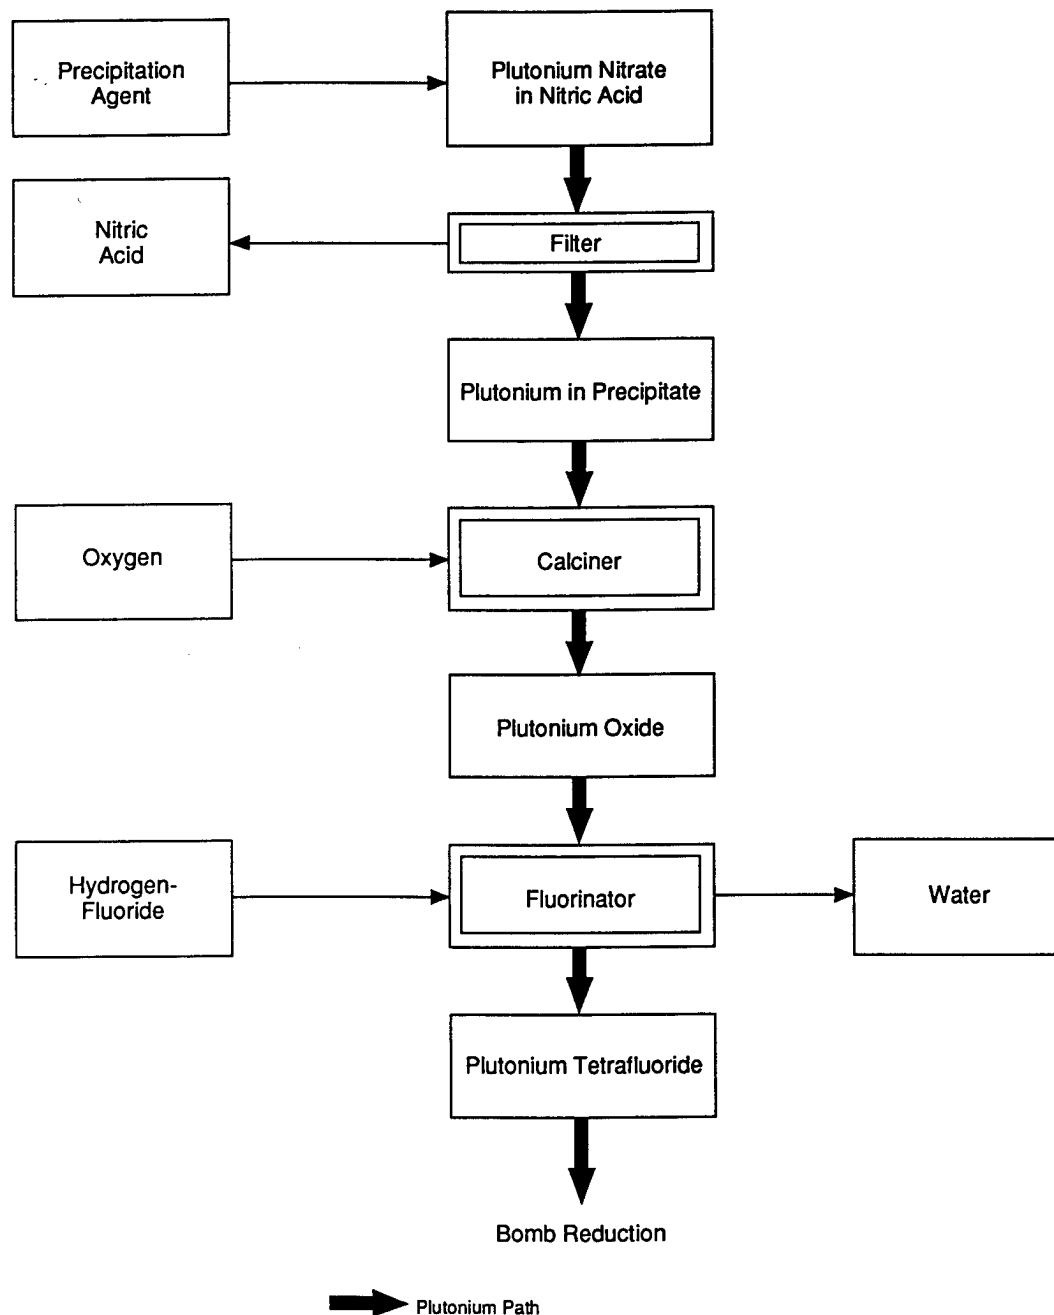 Precipitation
Agent
Plutonium Nitrate
in Nitric Acid
Nitric
Acid
Filter
Plutonium in Precipitate
Oxygen
Calciner
Plutonium Oxide
Hydrogen-
Fluoride
Fluorinator
Water
Plutonium Tetrafluoride
Bomb Reduction
Plutonium Path